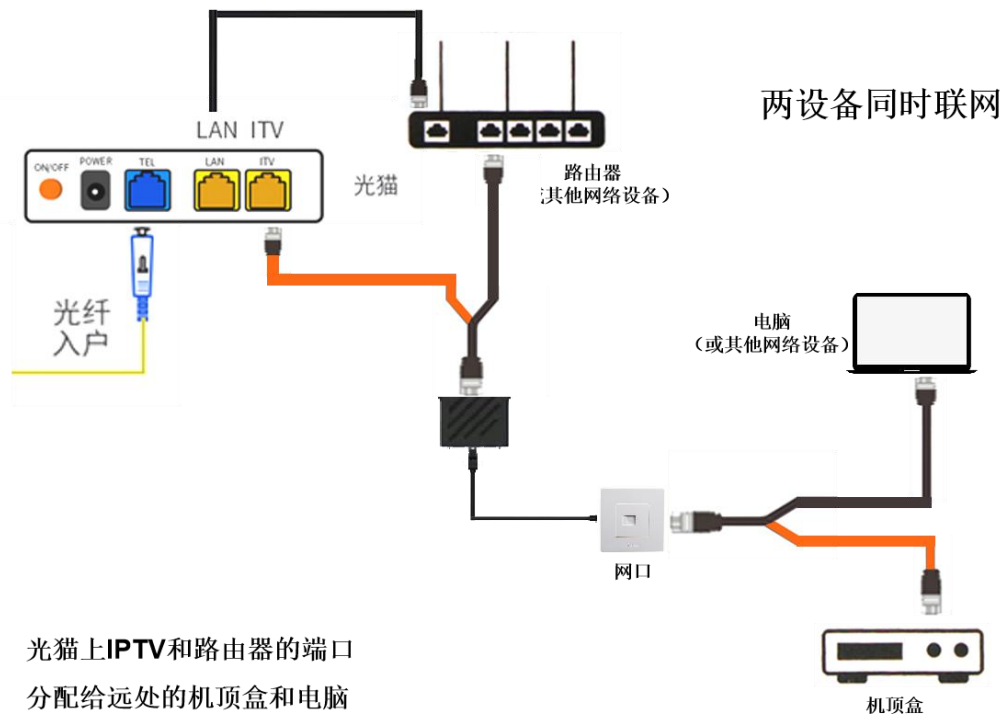 两设备同时联网
LAN ITV
ON/OFF POWER TEL LAN ITV
光猫
路由器
其他网络设备）
光纤
入户
电脑
（或其他网络设备）
网口
光猫上IPTV和路由器的端口
分配给远处的机顶盒和电脑
机顶盒